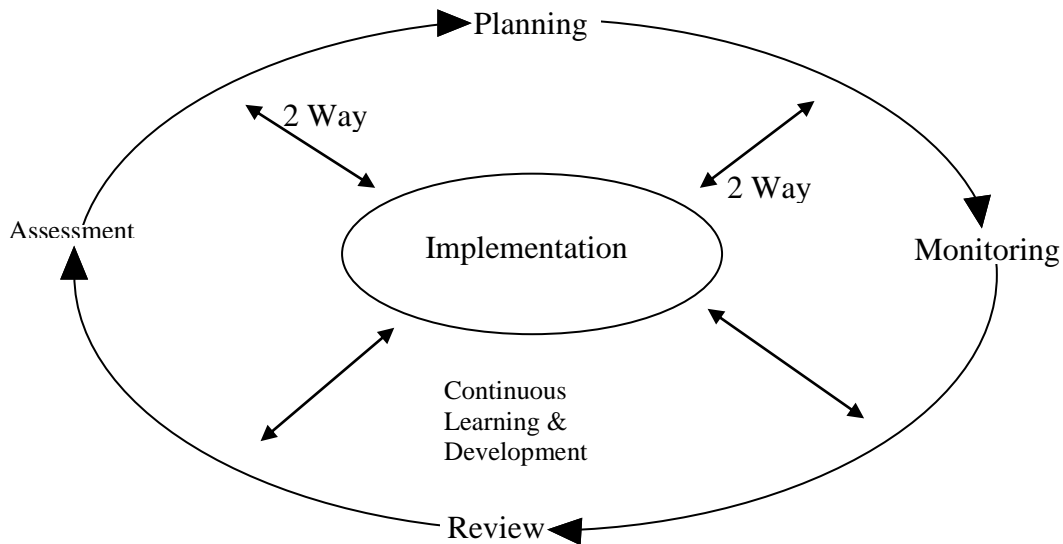 Planning
2 Way
2 Way
Assessment
Implementation
Monitoring
Continuous
Learning &
Development
Review